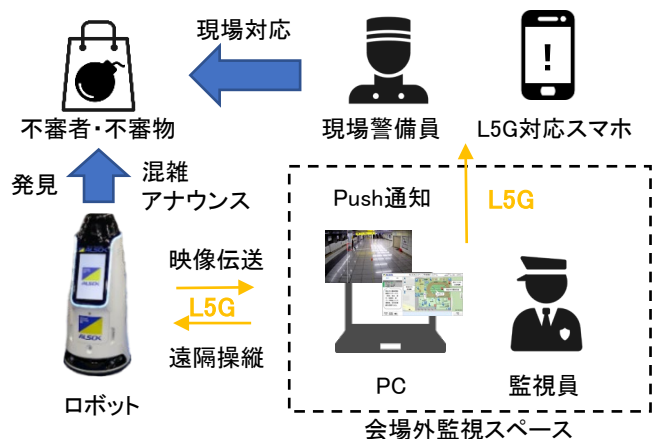 現場対応
!
不審者・不審物
現場警備員
L5G対応スマホ
発見
混雑
アナウンス
Push通知
L5G
ALSOK
ALSOK
映像伝送
L5G
遠隔操縦
PC
監視員
ロボット
会場外監視スペース